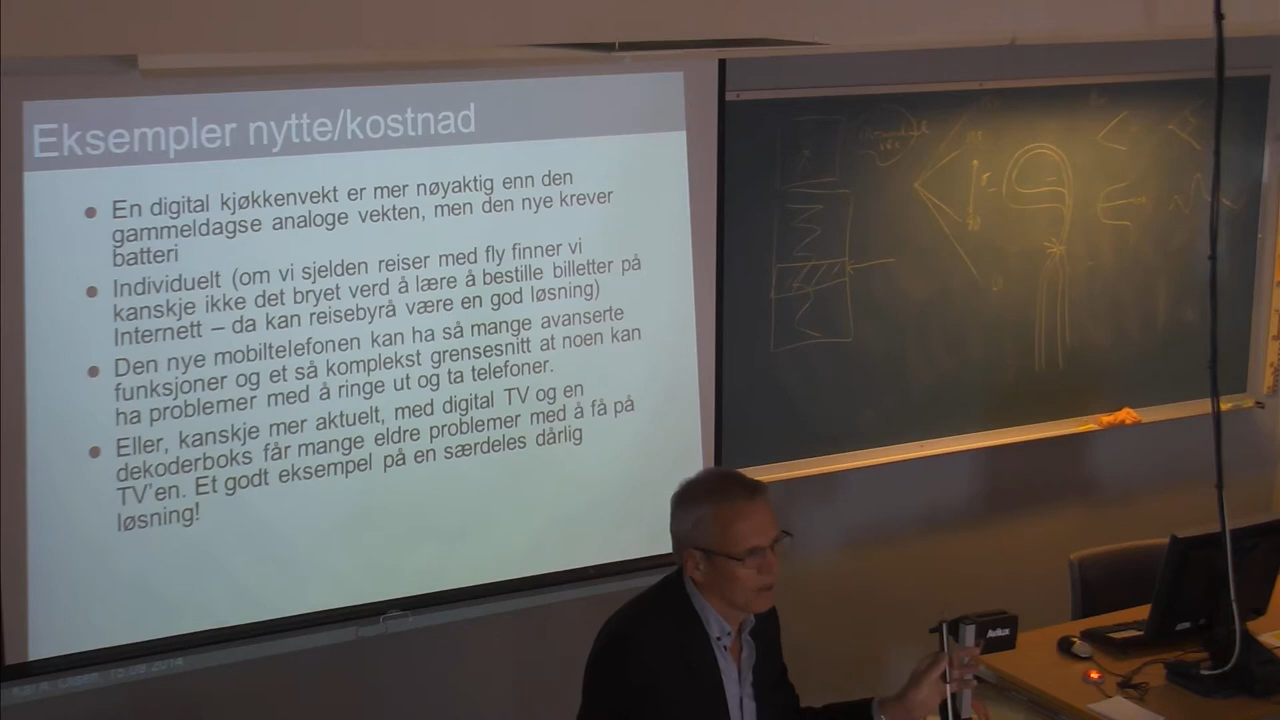 Eksempler nytte/kostnad
En digital kjøkkenvekt er mer nøyaktig enn den
gammeldagse analoge vekten, men den nye krever
batteri
Individuelt (om vi sjelden reiser med fly finner vi
kanskje ikke det bryet verd å lære å bestille billetter på
Internett – da kan reisebyrå være en god løsning)
Den nye mobiltelefonen kan ha så mange avanserte
funksjoner og et så komplekst grensesnitt at noen kan
ha problemer med å ringe ut og ta telefoner.
Eller, kanskje mer aktuelt, med digital TV og en
dekoderboks får mange eldre problemer med å få på
TV'en. Et godt eksempel på en særdeles dårlig
løsning!
2014